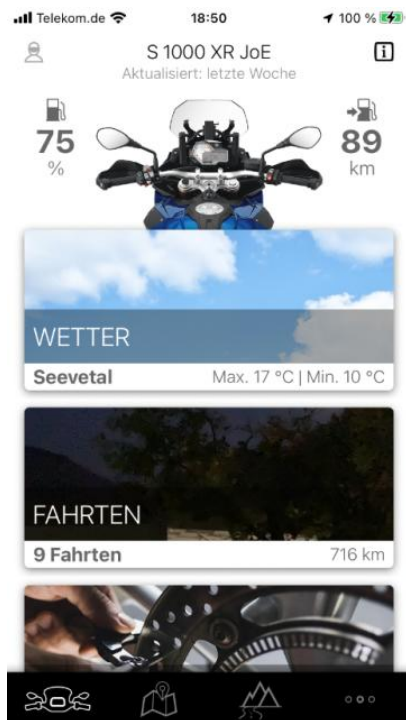 Telekom.de 18:50 100 %
S 1000 XR JoE
Aktualisiert: letzte Woche
75 89
% km
WETTER
Seevetal Max. 17 °C | Min. 10 °C
FAHRTEN
9 Fahrten 716 km